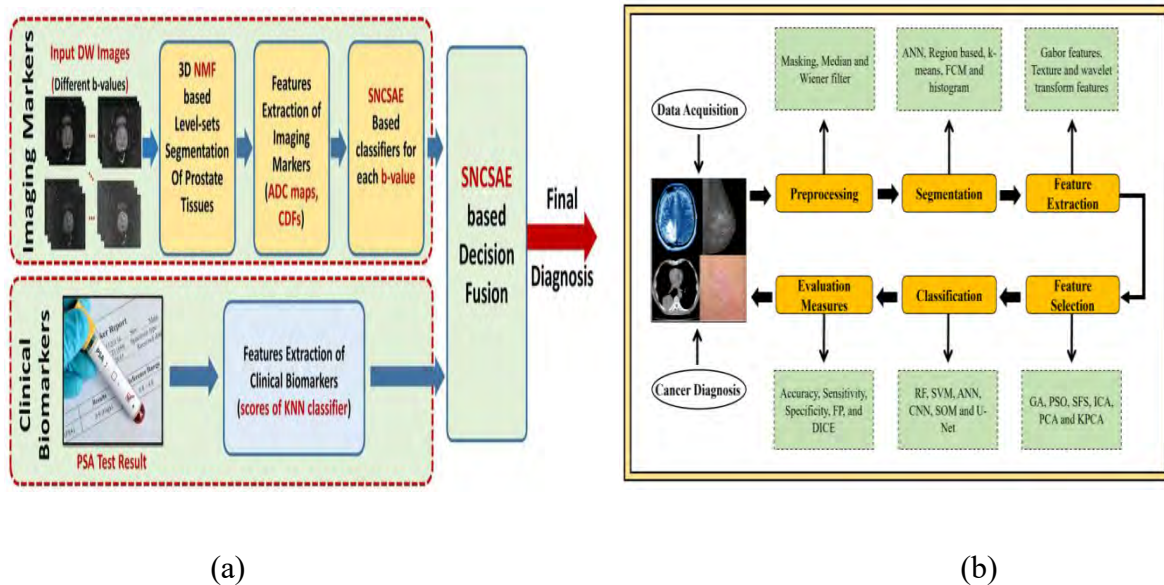 Imaging Markers
Input DW Images
(Different b-values)
3D NMF
based
Level-sets
Segmentation
Of Prostate
Tissues
Features
Extraction of
Imaging
Markers
(ADC maps,
CDFs)
SNCSAE
Based
classifiers for
each b-value
SNCSAE
based
Decision
Fusion
Final
Diagnosis
Clinical
Biomarkers
PSA
PSA Test Result
Features Extraction of
Clinical Biomarkers
(scores of KNN classifier)
(a)
Masking, Median and
Wiener filter
ANN, Region based, k-
means, FCM and
histogram
Gabor features,
Texture and wavelet
transform features
Data Acquisition
Preprocessing
Segmentation
Feature
Extraction
Evaluation
Measures
Classification
Feature
Selection
Cancer Diagnosis
Accuracy, Sensitivity,
Specificity, FP, and
DICE
RF, SVM, ANN,
CNN, SOM and U-
Net
GA, PSO, SFS, ICA,
PCA and KPCA
(b)